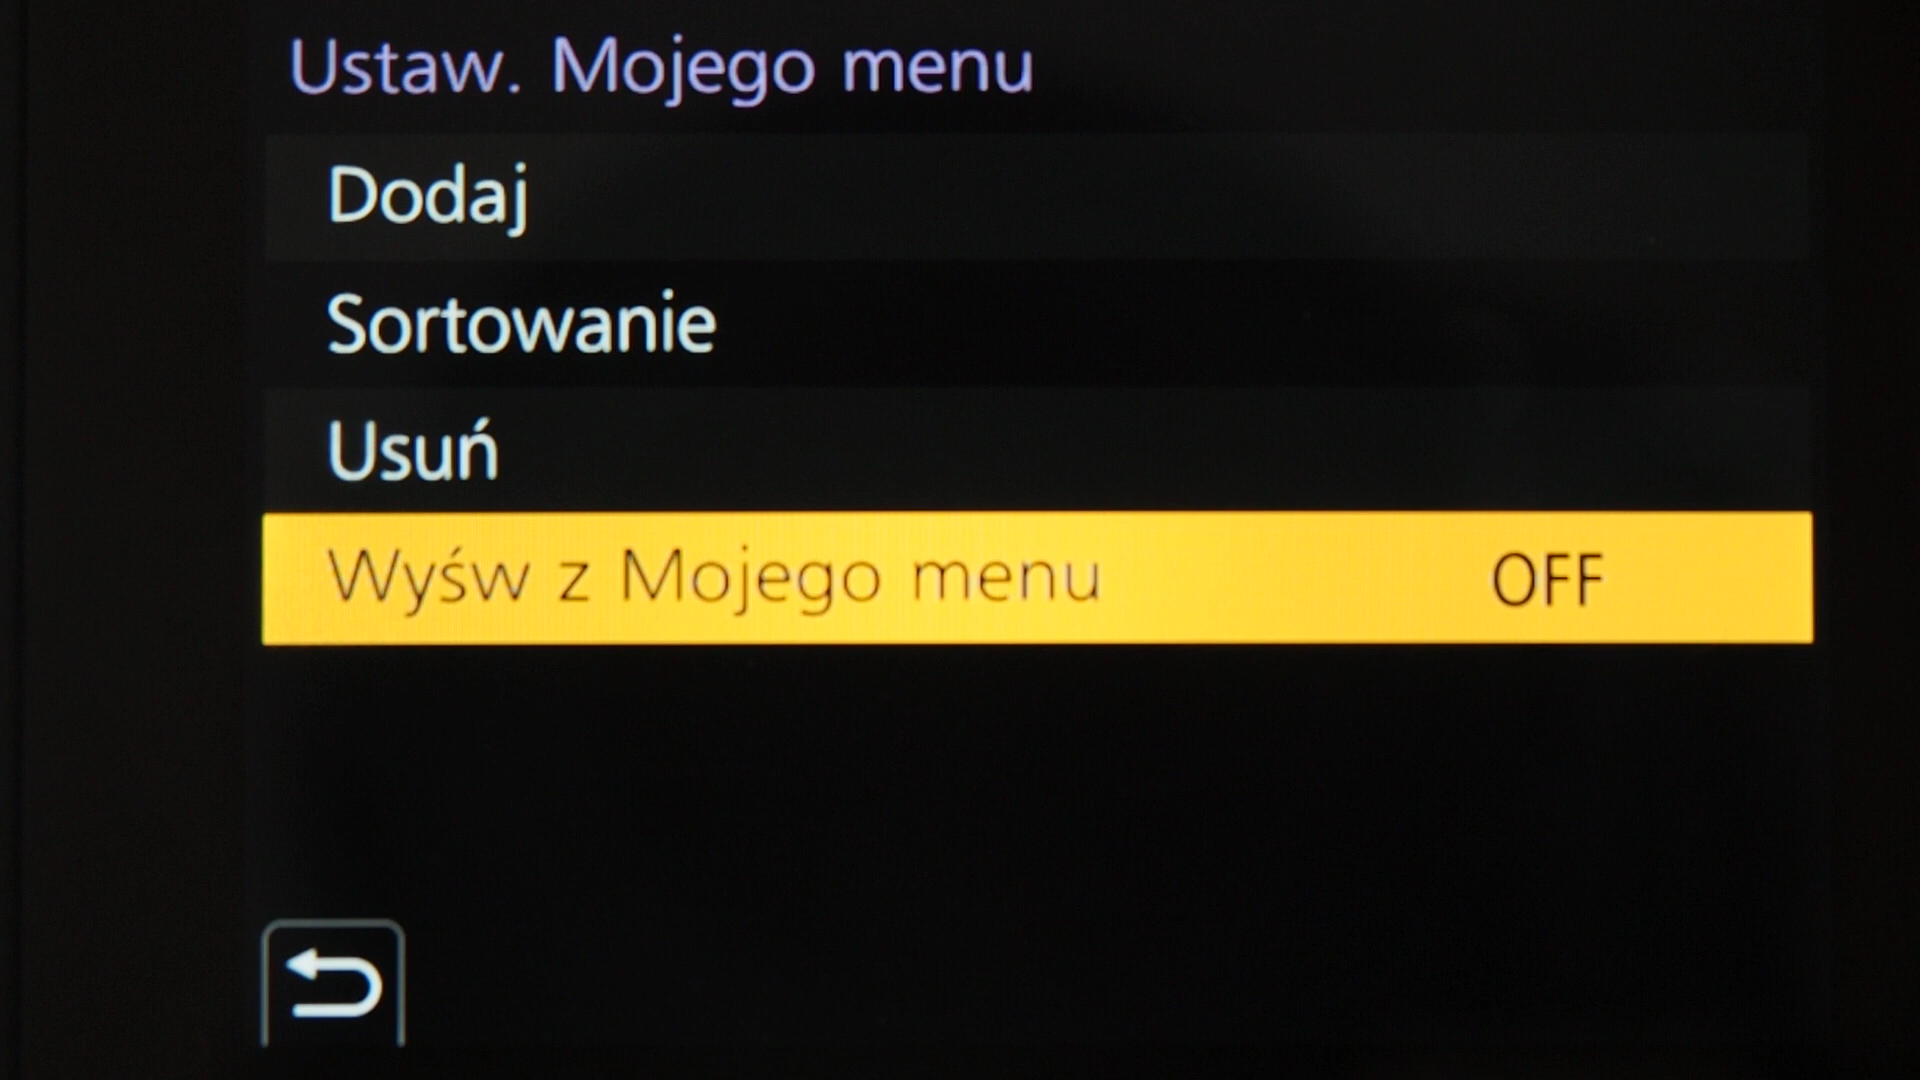 Ustaw. Mojego menu
Dodaj
Sortowanie
Usuń
Wyśw z Mojego menu OFF